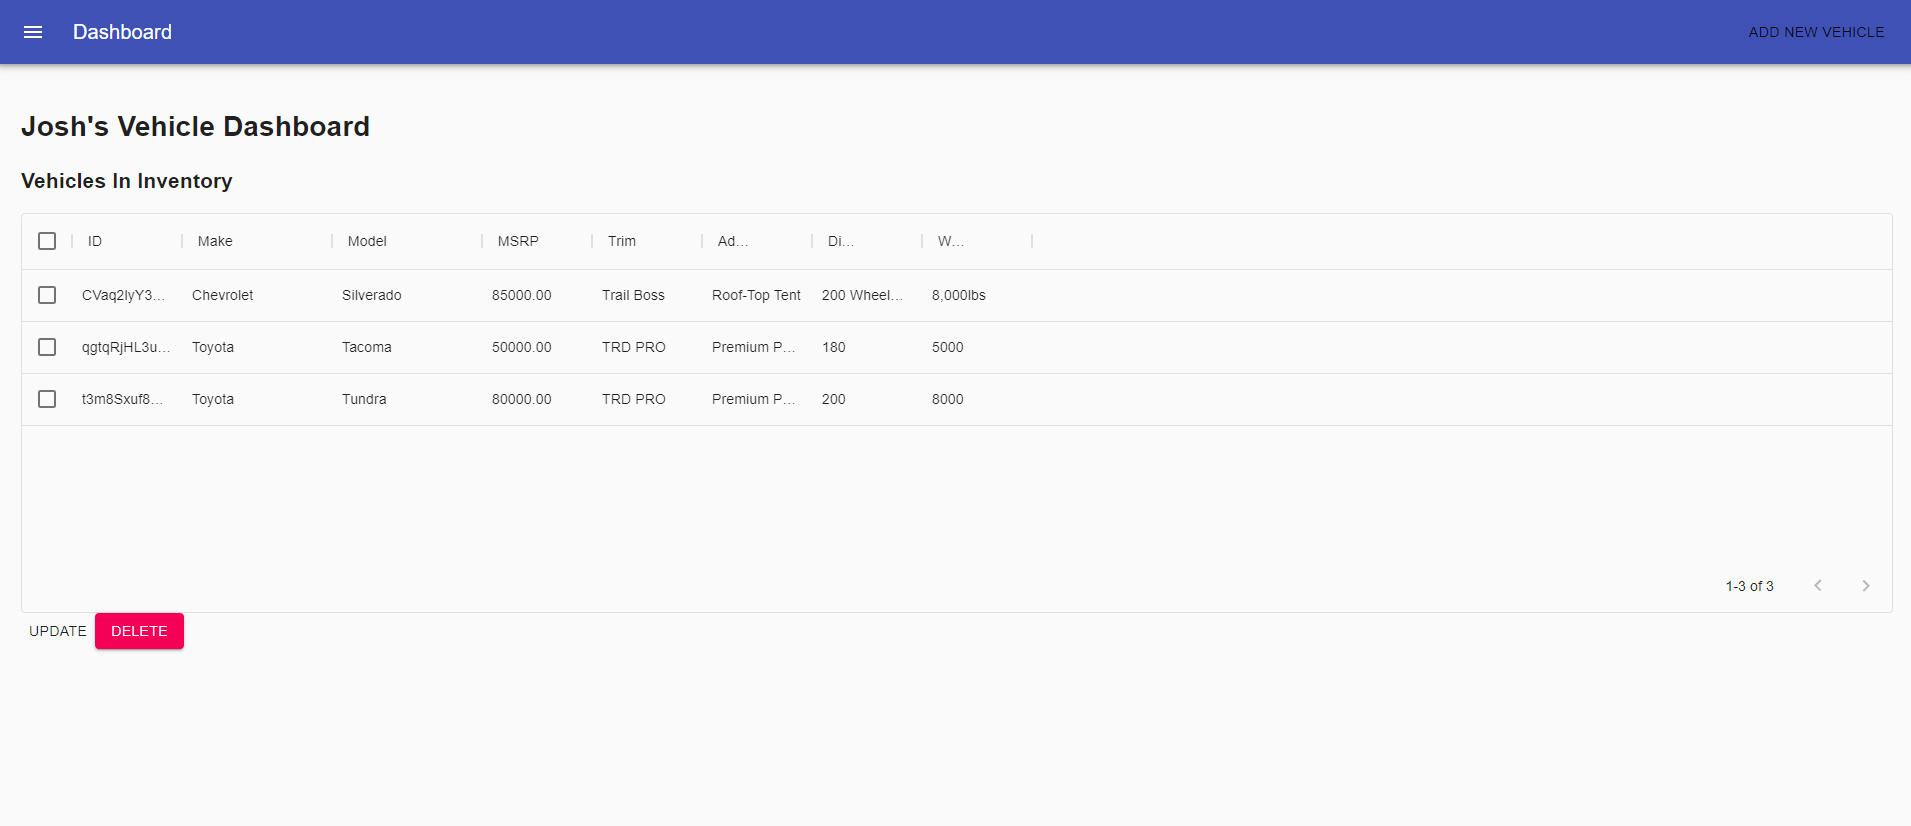 Dashboard ADD NEW VEHICLE
Josh's Vehicle Dashboard
Vehicles In Inventory
ID Make Model MSRP Trim Ad... Di... W...
CVaq2lyY3... Chevrolet Silverado 85000.00 Trail Boss Roof-Top Tent 200 Wheel... 8,000lbs
qgtqRjHL3u... Toyota Tacoma 50000.00 TRD PRO Premium P... 180 5000
t3m8Sxuf8... Toyota Tundra 80000.00 TRD PRO Premium P... 200 8000
1-3 of 3
UPDATE DELETE